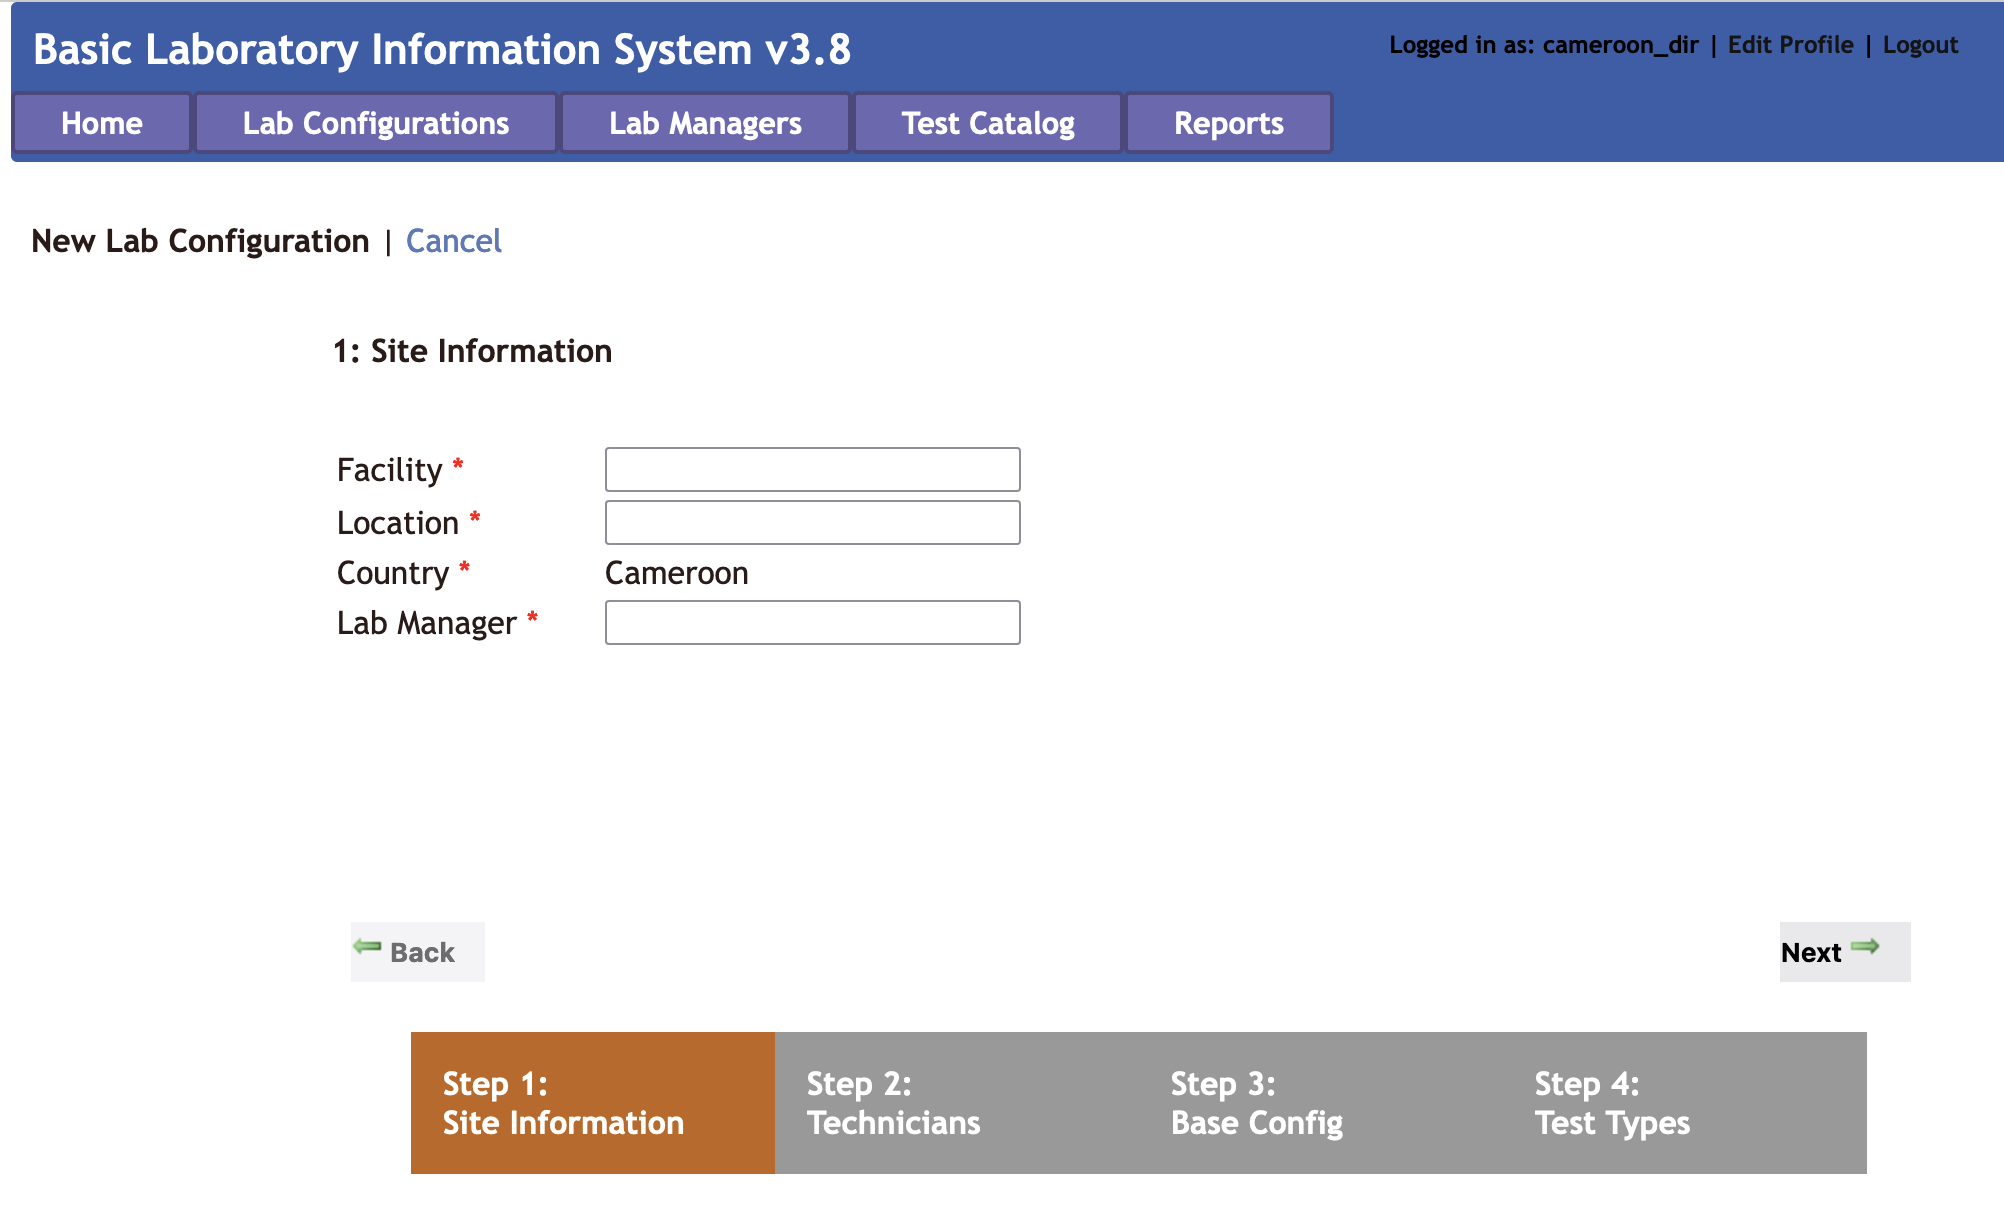 Basic Laboratory Information System v3.8
Logged in as: cameroon_dir | Edit Profile | Logout
Home Lab Configurations Lab Managers Test Catalog Reports
New Lab Configuration | Cancel
1: Site Information
Facility *
Location *
Country * Cameroon
Lab Manager *
Back Next
Step 1: Step 2: Step 3: Step 4:
Site Information Technicians Base Config Test Types